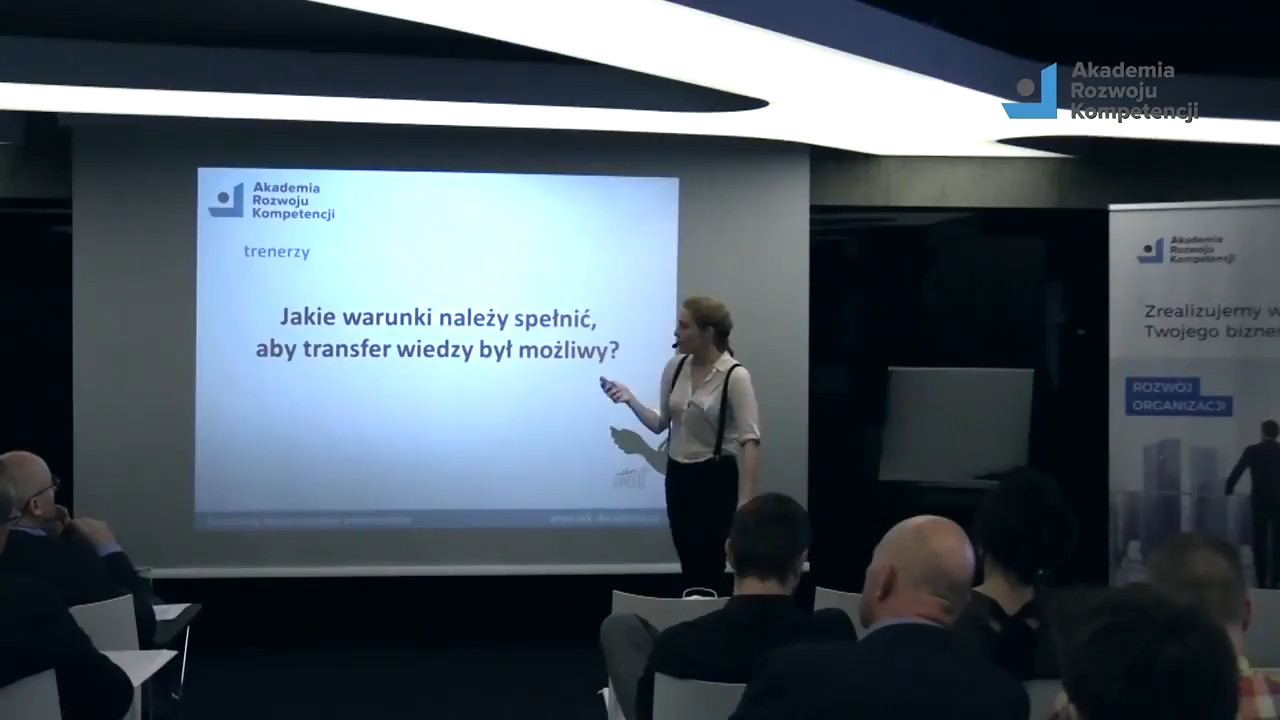 Akademia
Rozwoju
Kompetencji
Akademia
Rozwoju
Kompetencji
trenerzy
Jakie warunki należy spełnić,
aby transfer wiedzy był możliwy?
Akademia
Rozwoju
Kompetencji
Zrealizujemy w
Twojego bizne
ROZWÓJ
ORGANIZACJI